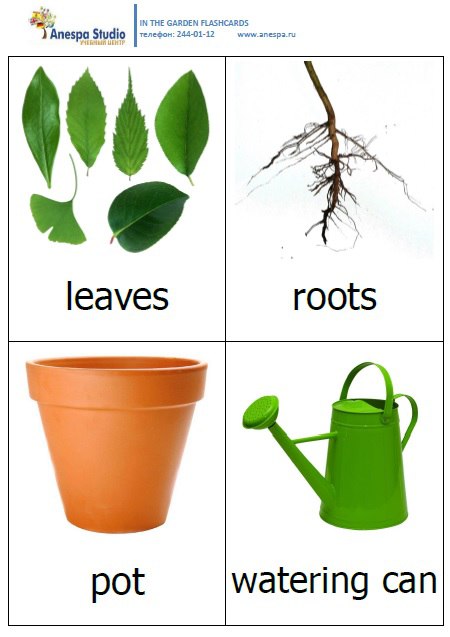 Anespa Studio
УЧЕБНЫЙ ЦЕНТР
IN THE GARDEN FLASHCARDS
телефон: 244-01-12 www.anespa.ru
leaves
roots
pot
watering can